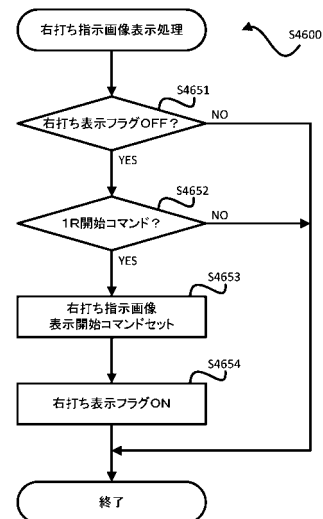 右打ち指示画像表示処理
S4600
S4651
右打ち表示フラグOFF?
NO
YES
S4652
1R開始コマンド?
NO
YES
S4653
右打ち指示画像
表示開始コマンドセット
S4654
右打ち表示フラグON
終了